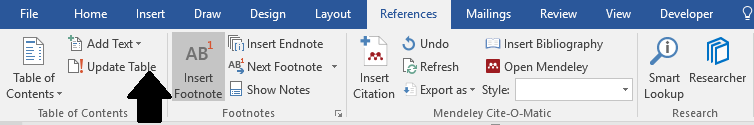 File Home Insert Draw Design Layout References Mailings Review View Developer
Add Text
Update Table
Table of
Contents
Table of Contents
AB1
Insert
Footnote
Insert Endnote
Next Footnote
Show Notes
Footnotes
Insert
Citation
Undo
Refresh
Export as
Insert Bibliography
Open Mendeley
Style:
Mendeley Cite-O-Matic
Smart
Lookup
Researcher
Research